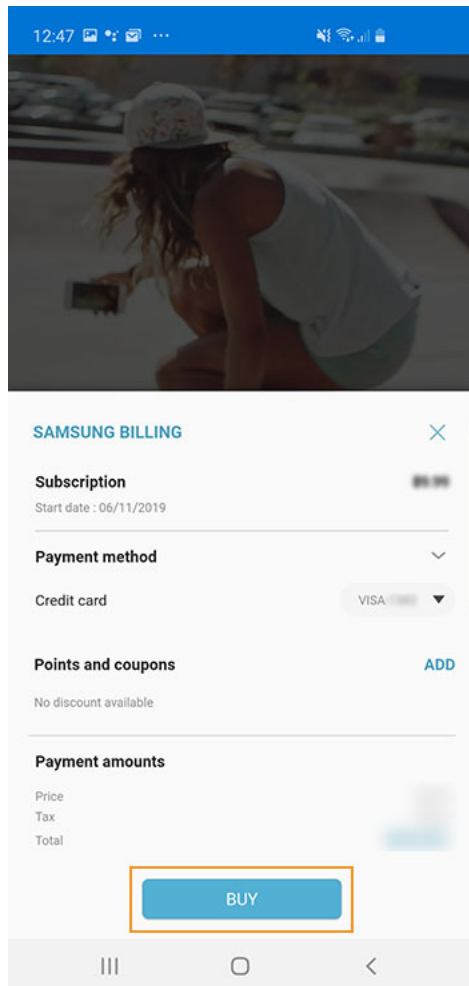 12:47
SAMSUNG BILLING
Subscription
Start date : 06/11/2019
Payment method
Credit card VISA
Points and coupons ADD
No discount available
Payment amounts
Price
Tax
Total
BUY